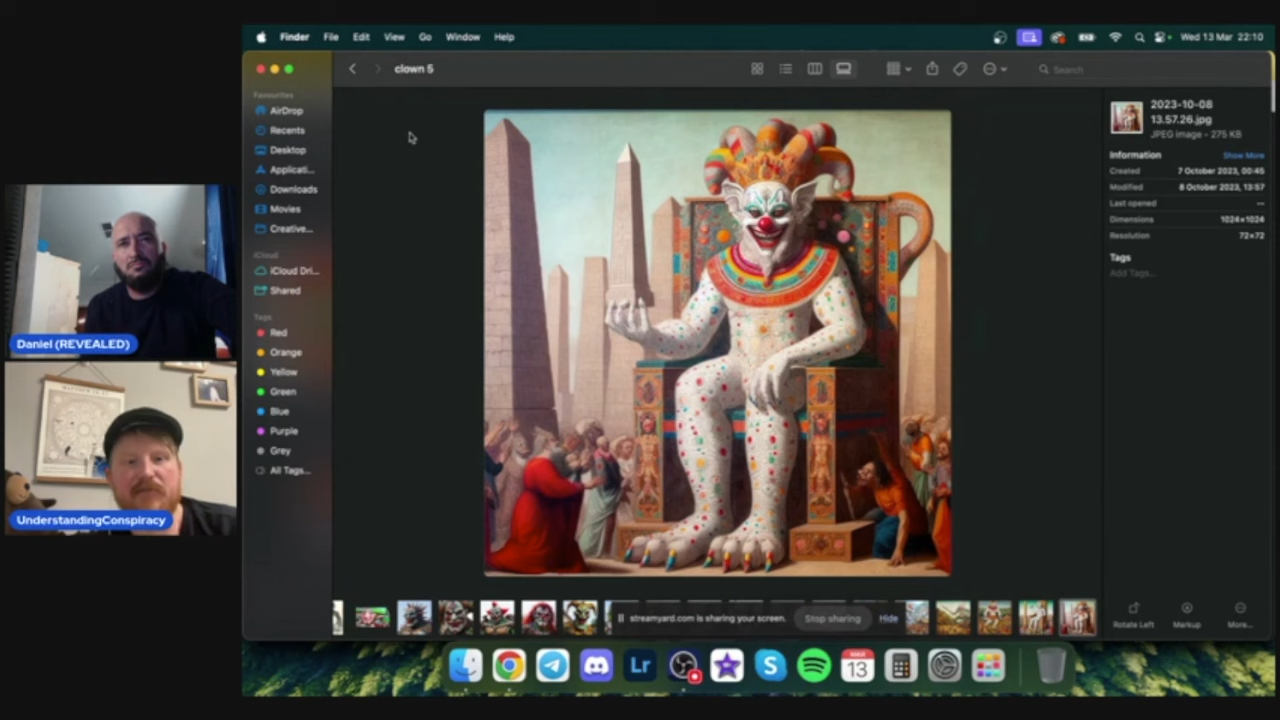 Finder File Edit View Go Window Help
Wed 13 Mar 22:10
clown 5
Search
Favourites
AirDrop
Recents
Desktop
Applicati...
Downloads
Movies
Creative...
iCloud
iCloud Dri...
Shared
Tags
Red
Orange
Yellow
Green
Blue
Purple
Grey
All Tags...
2023-10-08
13.57.26.jpg
JPEG image - 275 KB
Information Show More
Created 7 October 2023, 00:45
Modified 8 October 2023, 13:57
Last opened --
Dimensions 1024×1024
Resolution 72×72
Tags
Add Tags...
Daniel (REVEALED)
UnderstandingConspiracy
streamyard.com is sharing your screen. Stop sharing Hide
Rotate Left Markup More...
Lr
13